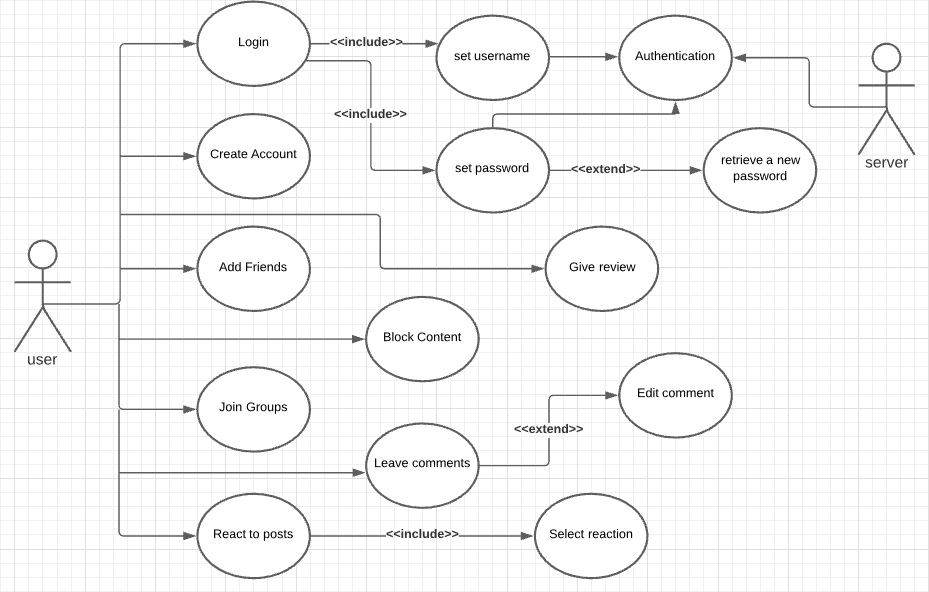 Login
<<include>>
set username
Authentication
<<include>>
server
Create Account
set password
<<extend>>
retrieve a new
password
Add Friends
Give review
user
Block Content
Join Groups
Edit comment
<<extend>>
Leave comments
React to posts
<<include>>
Select reaction